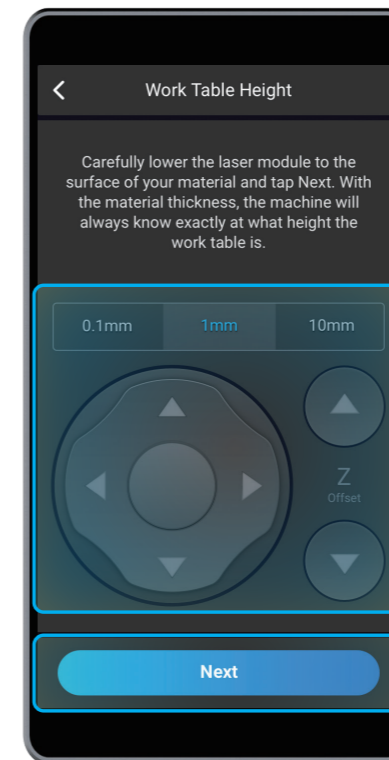 Work Table Height
Carefully lower the laser module to the
surface of your material and tap Next. With
the material thickness, the machine will
always know exactly at what height the
work table is.
0.1mm 1mm 10mm
Z
Offset
Next